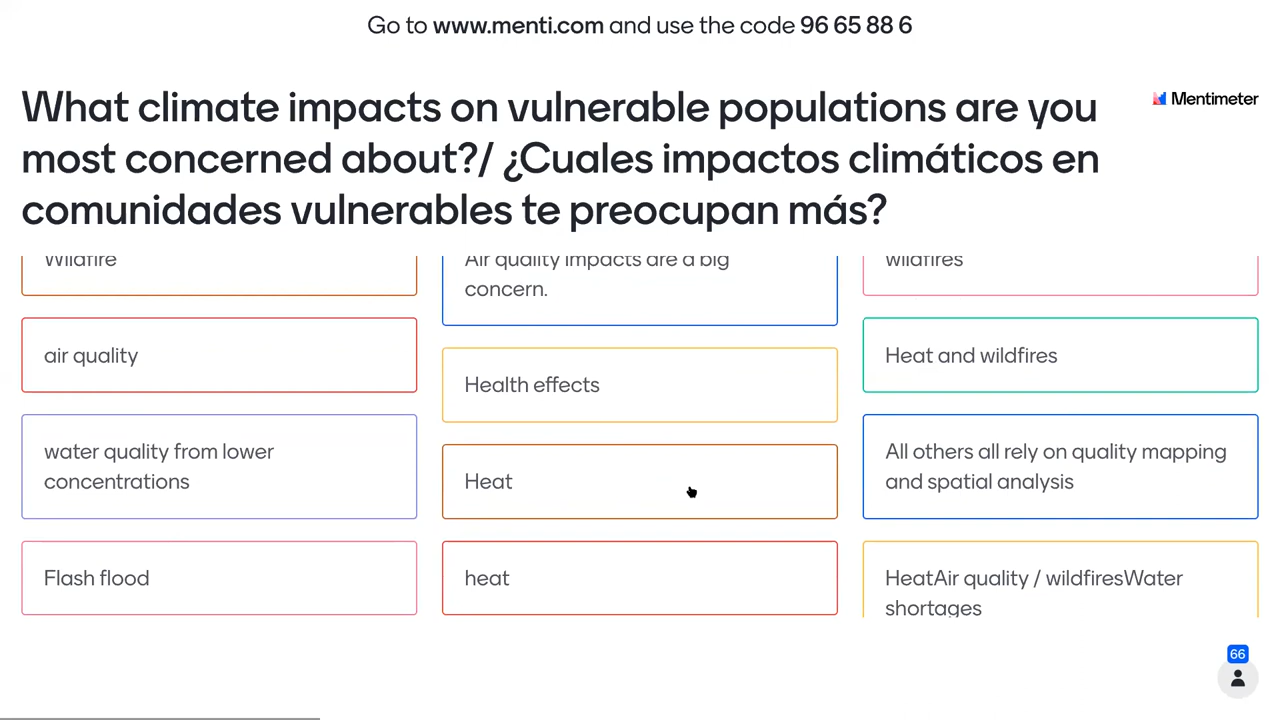 Go to www.menti.com and use the code 96 65 88 6
What climate impacts on vulnerable populations are you
most concerned about?/ ¿Cuales impactos climáticos en
comunidades vulnerables te preocupan más?
Mentimeter
Wildfire
air quality
water quality from lower
concentrations
Flash flood
Air quality impacts are a big
concern.
Health effects
Heat
heat
wildfires
Heat and wildfires
All others all rely on quality mapping
and spatial analysis
HeatAir quality / wildfiresWater
shortages
66